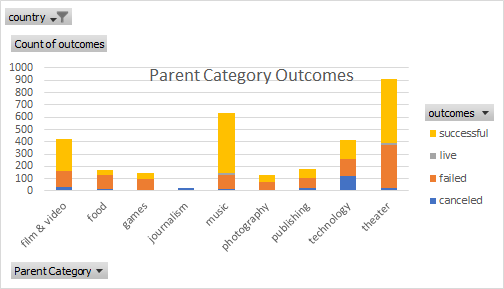 country
Count of outcomes
Parent Category Outcomes
1000
900
800
700
600
500
400
300
200
100
0
film & video
food
games
journalism
music
photography
publishing
technology
theater
outcomes
successful
live
failed
canceled
Parent Category